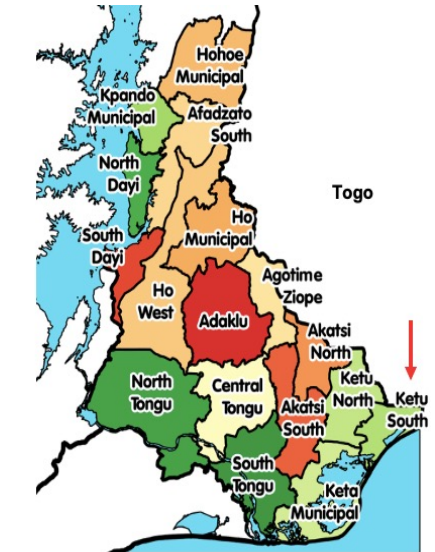 Hohoe
Municipal
Kpando
Municipal
Afadzato
South
North
Dayi
Togo
Ho
Municipal
South
Dayi
Agotime
Ziope
Ho
West
Adaklu
Akatsi
North
North
Tongu
Central
Tongu
Ketu
North
Ketu
South
Akatsi
South
South
Tongu
Keta
Municipal